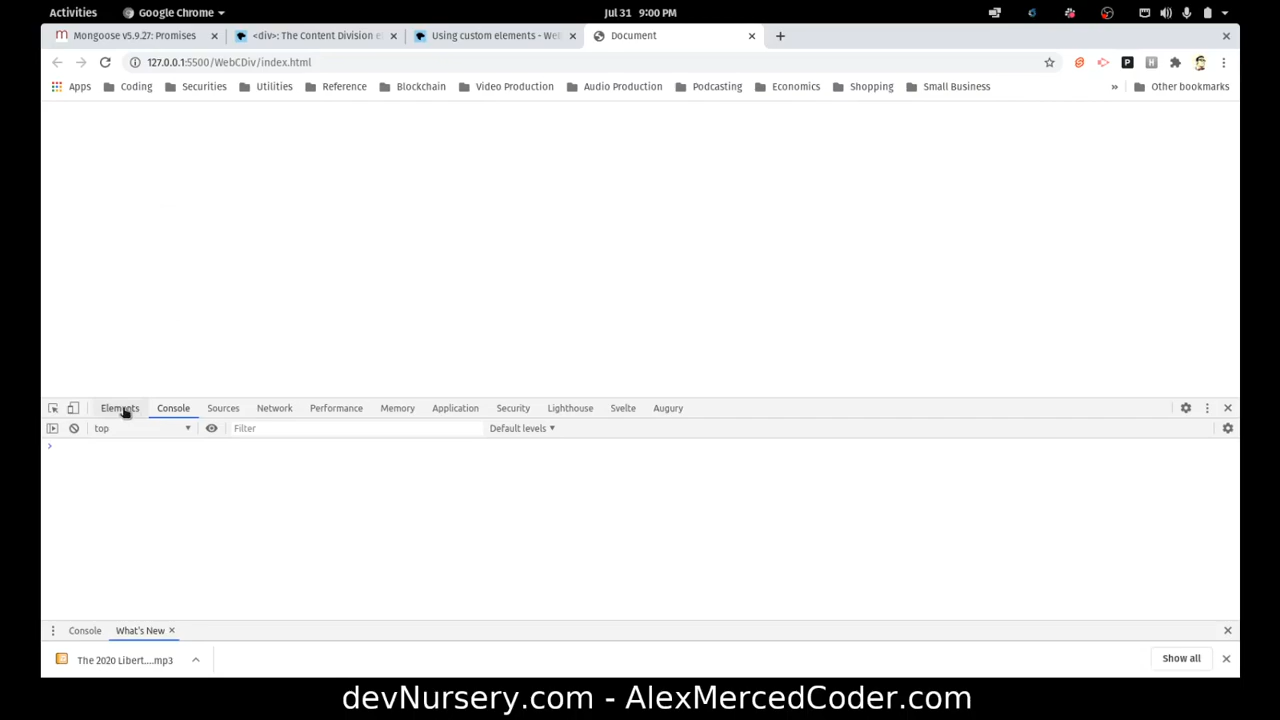 Activities Google Chrome Jul 31 9:00 PM
Mongoose v5.9.27: Promises <div>: The Content Division e Using custom elements - We Document
127.0.0.1:5500/WebCDiv/index.html
Apps Coding Securities Utilities Reference Blockchain Video Production Audio Production Podcasting Economics Shopping Small Business » Other bookmarks
Elements Console Sources Network Performance Memory Application Security Lighthouse Svelte Augury
top Filter Default levels
>
Console What's New
The 2020 Libert....mp3 Show all
devNursery.com - AlexMercedCoder.com